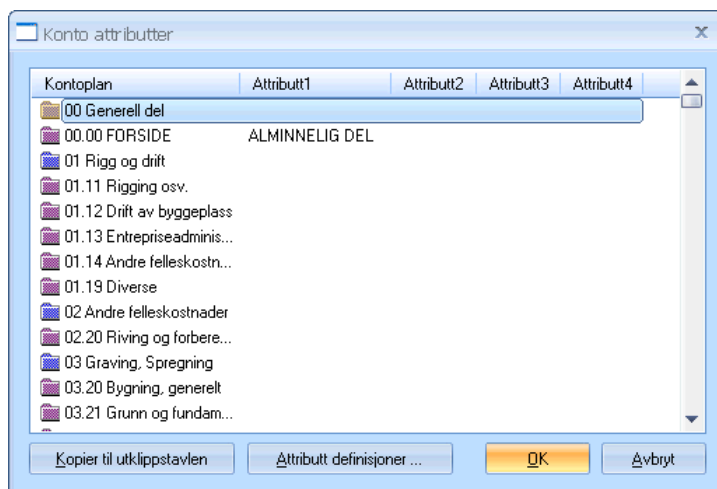 Konto attributter
Kontoplan Attributt1 Attributt2 Attributt3 Attributt4
00 Generell del
00.00 FORSIDE ALMINNELIG DEL
01 Rigg og drift
01.11 Rigging osv.
01.12 Drift av byggeplass
01.13 Entrepriseadminis...
01.14 Andre felleskostn...
01.19 Diverse
02 Andre felleskostnader
02.20 Riving og forbere...
03 Graving, Spregning
03.20 Bygning, generelt
03.21 Grunn og fundam...
Kopier til utklippstavlen Attributt definisjoner ... OK Avbryt